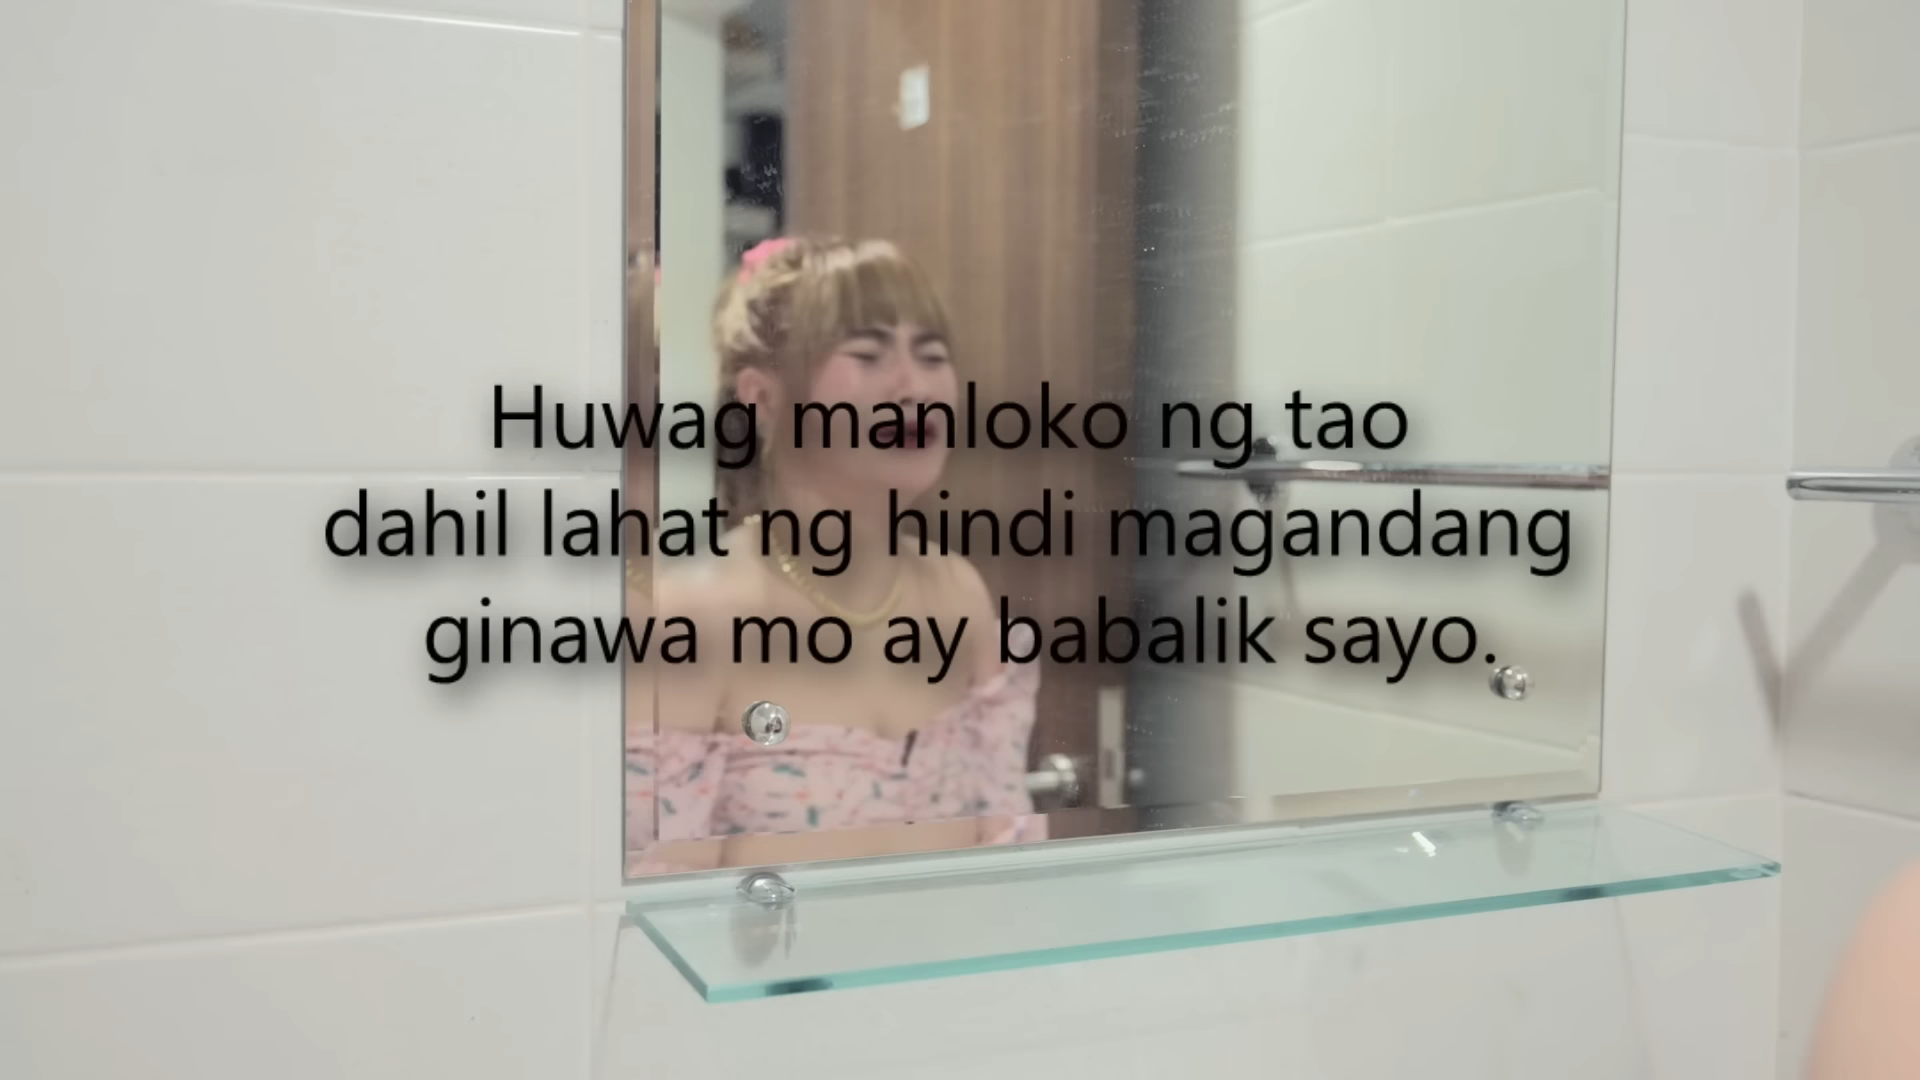 Huwag manloko ng tao
dahil lahat ng hindi magandang
ginawa mo ay babalik sayo.